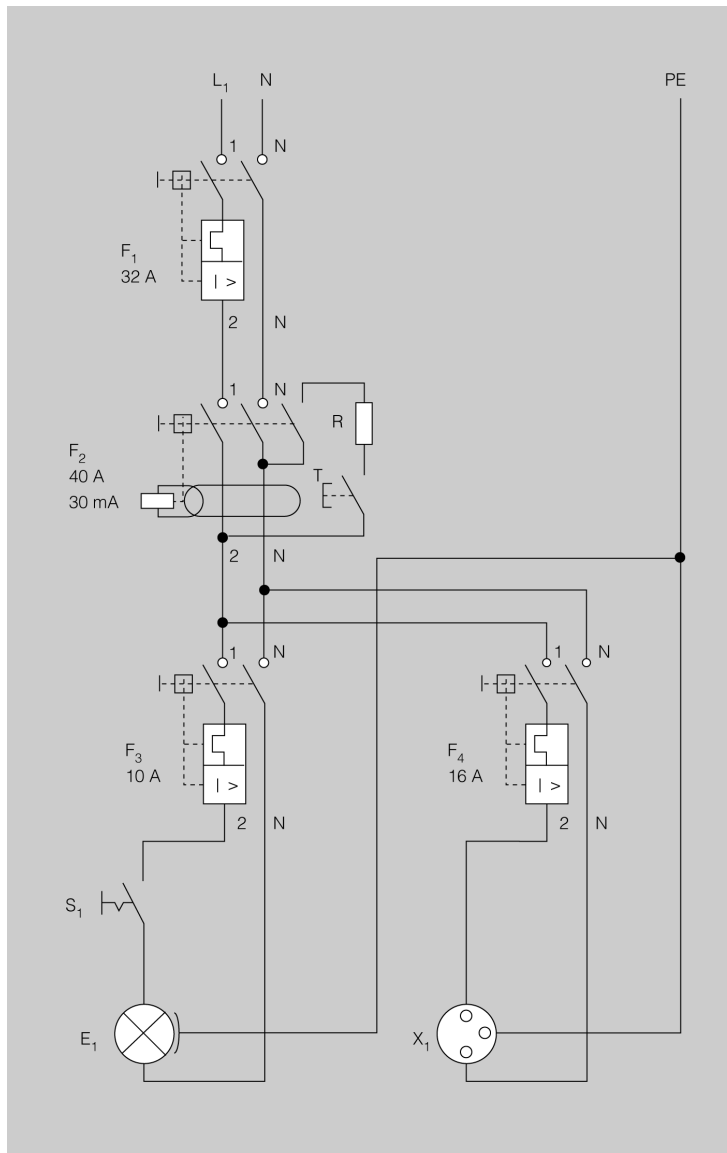 L1 N PE
1 N
F1
32 A
I >
2 N
1 N
R
F2
40 A
30 mA
T
2 N
1 N 1 N
F3 F4
10 A 16 A
I > I >
2 N 2 N
S1
E1 X1